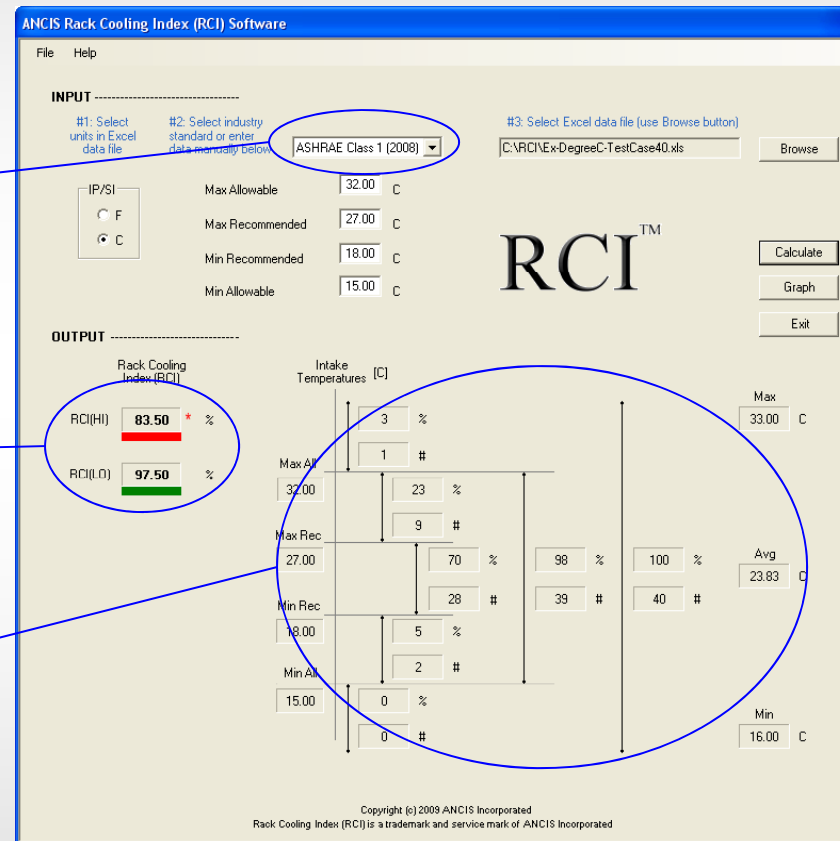 ANCIS Rack Cooling Index (RCI) Software
File Help
INPUT
#1: Select units in Excel data file
#2: Select industry standard or enter data manually below
ASHRAE Class 1 (2008)
#3: Select Excel data file (use Browse button)
C:\RCI\Ex-DegreeC-TestCase40.xls
Browse
IP/SI
F
C
Max Allowable 32.00 C
Max Recommended 27.00 C
Min Recommended 18.00 C
Min Allowable 15.00 C
RCI™
Calculate
Graph
Exit
OUTPUT
Rack Cooling
Index (RCI)
RCI(HI) 83.50 * %
RCI(LO) 97.50 %
Intake
Temperatures [C]
3 %
1 #
Max All
32.00
23 %
9 #
Max Rec
27.00
70 % 98 % 100 %
28 # 39 # 40 #
Min Rec
18.00
5 %
2 #
Min All
15.00
0 %
0 #
Max
33.00 C
Avg
23.83 C
Min
16.00 C
Copyright (c) 2009 ANCIS Incorporated
Rack Cooling Index (RCI) is a trademark and service mark of ANCIS Incorporated